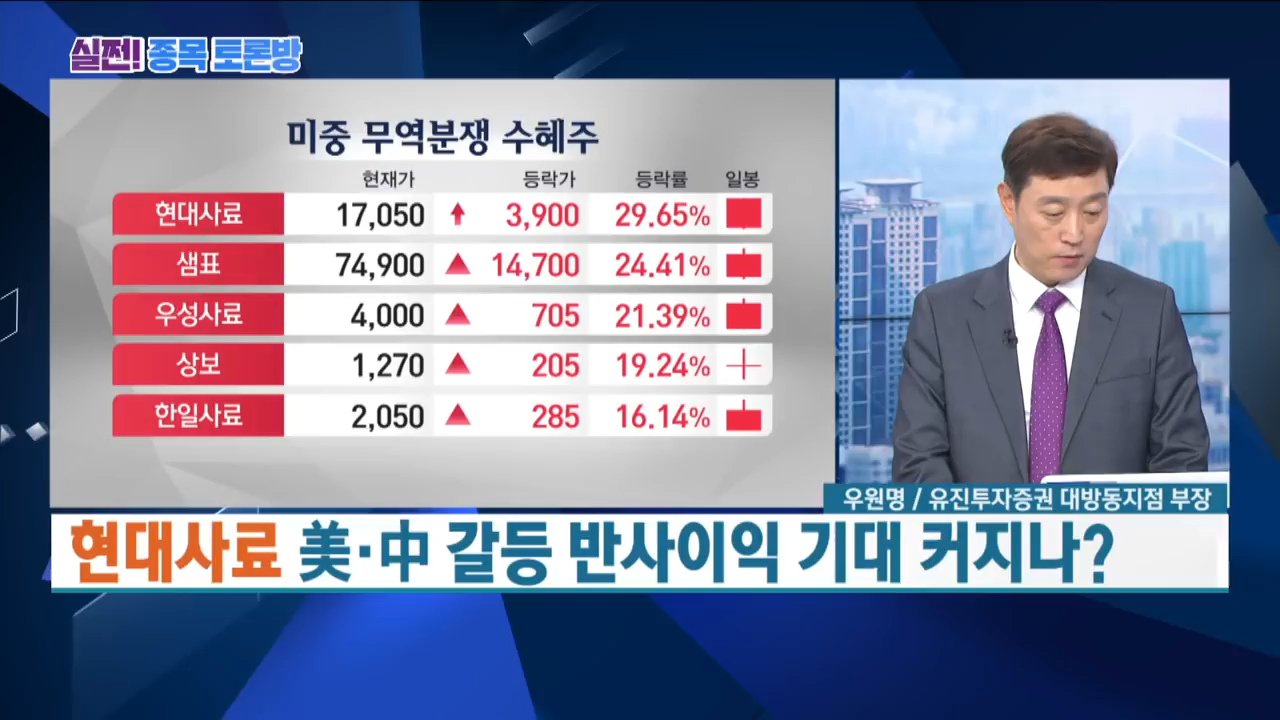 실쩐! 종목 토론방
미중 무역분쟁 수혜주
현재가 등락가 등락률 일봉
현대사료 17,050 3,900 29.65%
샘표 74,900 ▲ 14,700 24.41%
우성사료 4,000 ▲ 705 21.39%
상보 1,270 ▲ 205 19.24%
한일사료 2,050 ▲ 285 16.14%
우원명 / 유진투자증권 대방동지점 부장
현대사료 美·中 갈등 반사이익 기대 커지나?